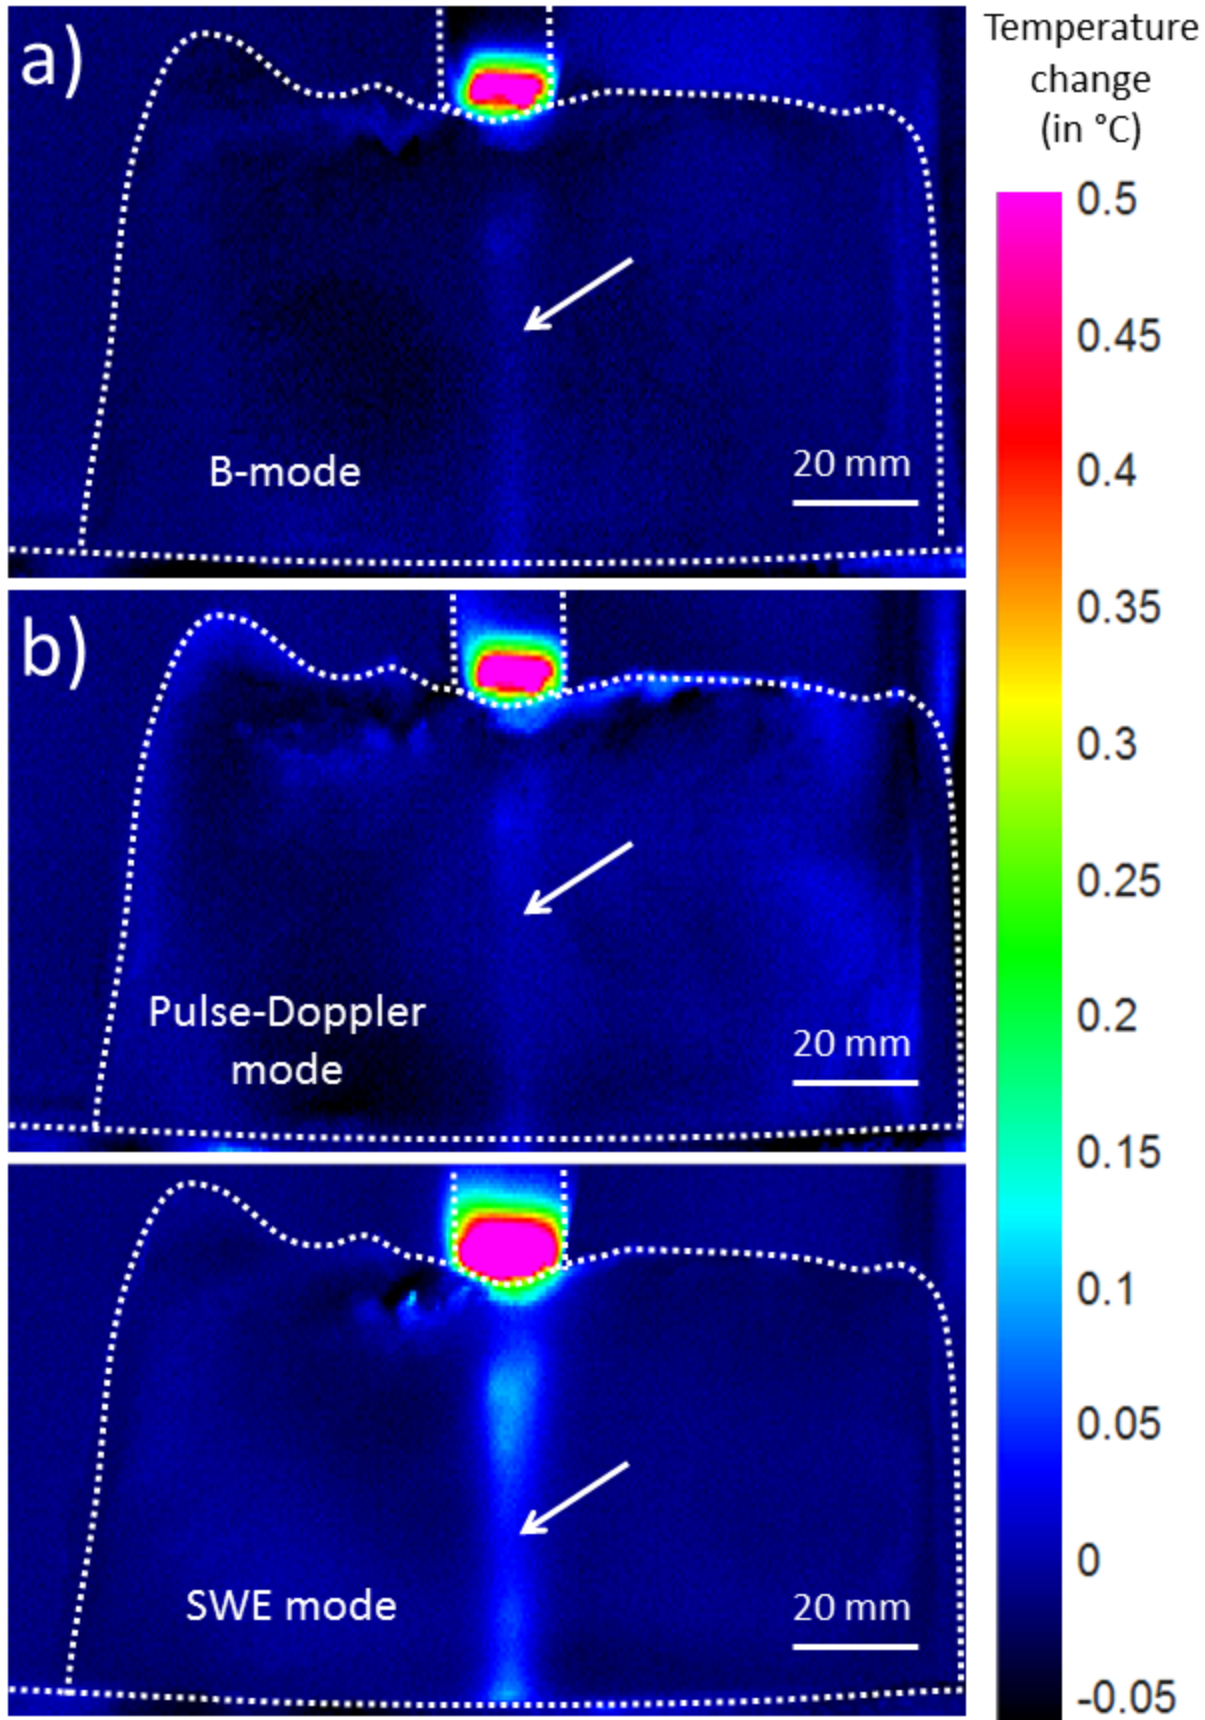 a)
B-mode
20 mm
b)
Pulse-Doppler
mode
20 mm
SWE mode
20 mm
Temperature
change
(in °C)
0.5
0.45
0.4
0.35
0.3
0.25
0.2
0.15
0.1
0.05
0
-0.05